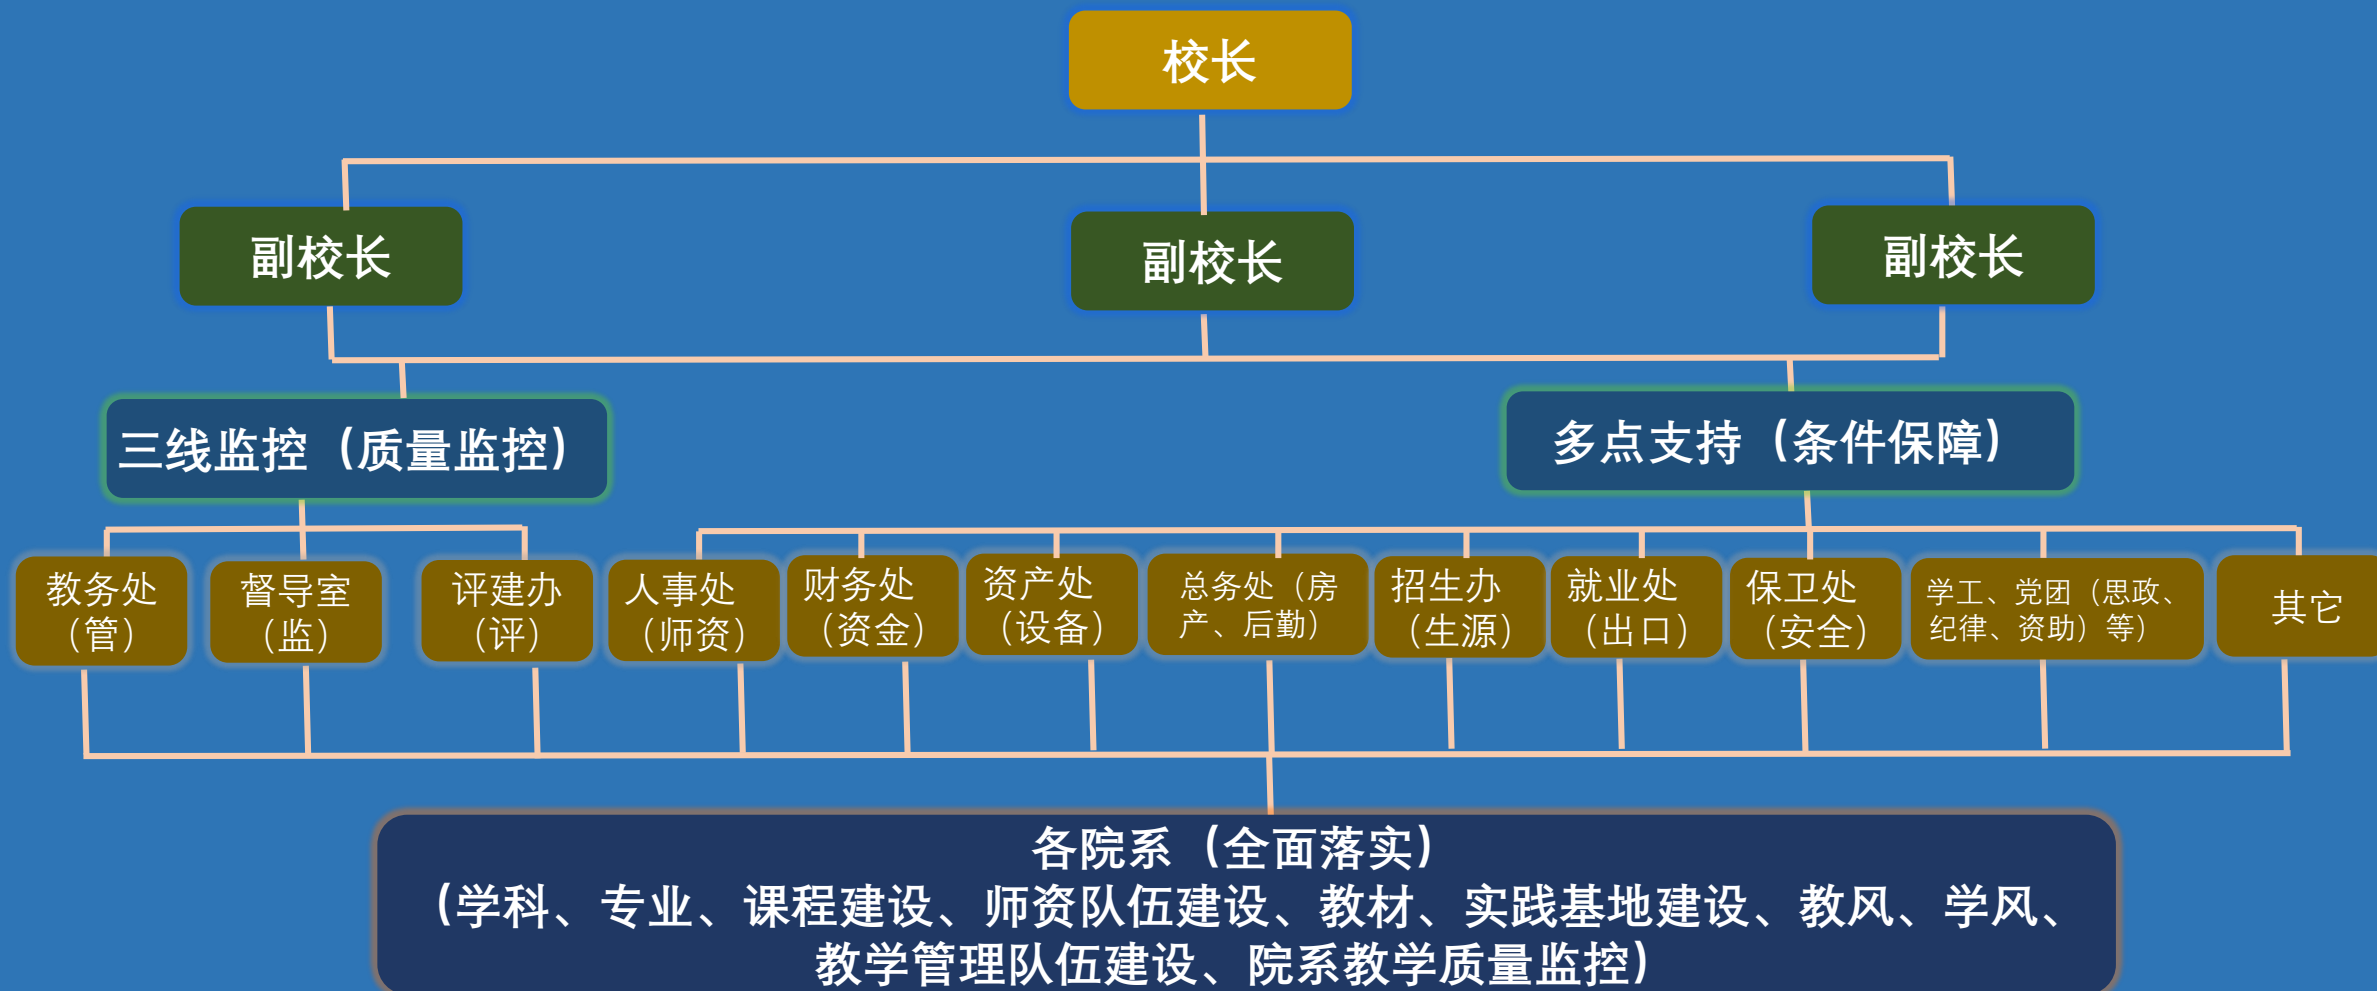 校长
副校长
副校长
副校长
三线监控（质量监控）
多点支持（条件保障）
教务处
（管）
督导室
（监）
评建办
（评）
人事处
（师资）
财务处
（资金）
资产处
（设备）
总务处（房
产、后勤）
招生办
（生源）
就业处
（出口）
保卫处
（安全）
学工、党团（思政、
纪律、资助）等）
其它
各院系（全面落实）
（学科、专业、课程建设、师资队伍建设、教材、实践基地建设、教风、学风、
教学管理队伍建设、院系教学质量监控）